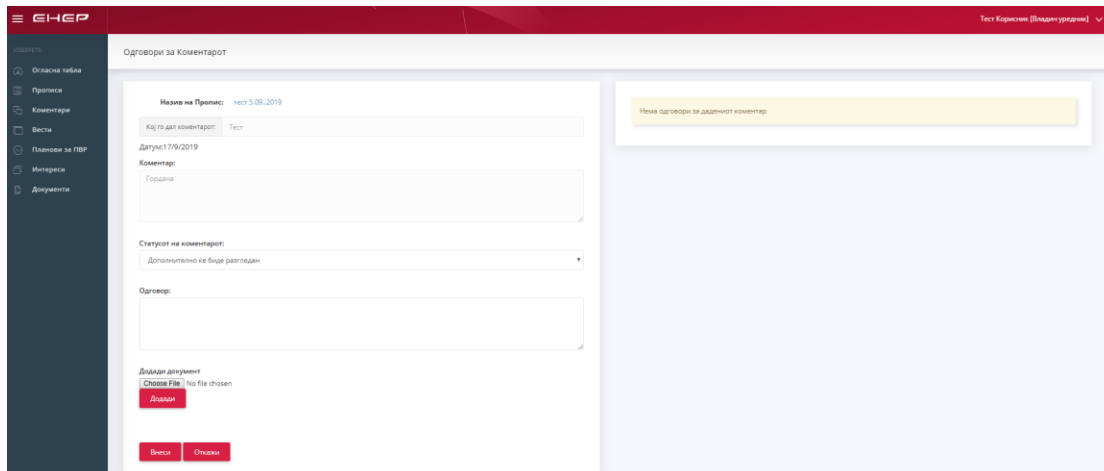 ЕНЕР
Тест Корисник [Владин уредник]
ИЗБЕРЕТЕ
Огласна табла
Прописи
Коментари
Вести
Планови за ПВР
Интереси
Документи
Одговори за Коментарот
Назив на Пропис: тест 5.09..2019
Кој го дал коментарот: Тест
Датум:17/9/2019
Коментар:
Гордана
Статусот на коментарот:
Дополнително ќе биде разгледан
Одговор:
Додади документ
Choose File No file chosen
Додади
Внеси Откажи
Нема одговори за дадениот коментар